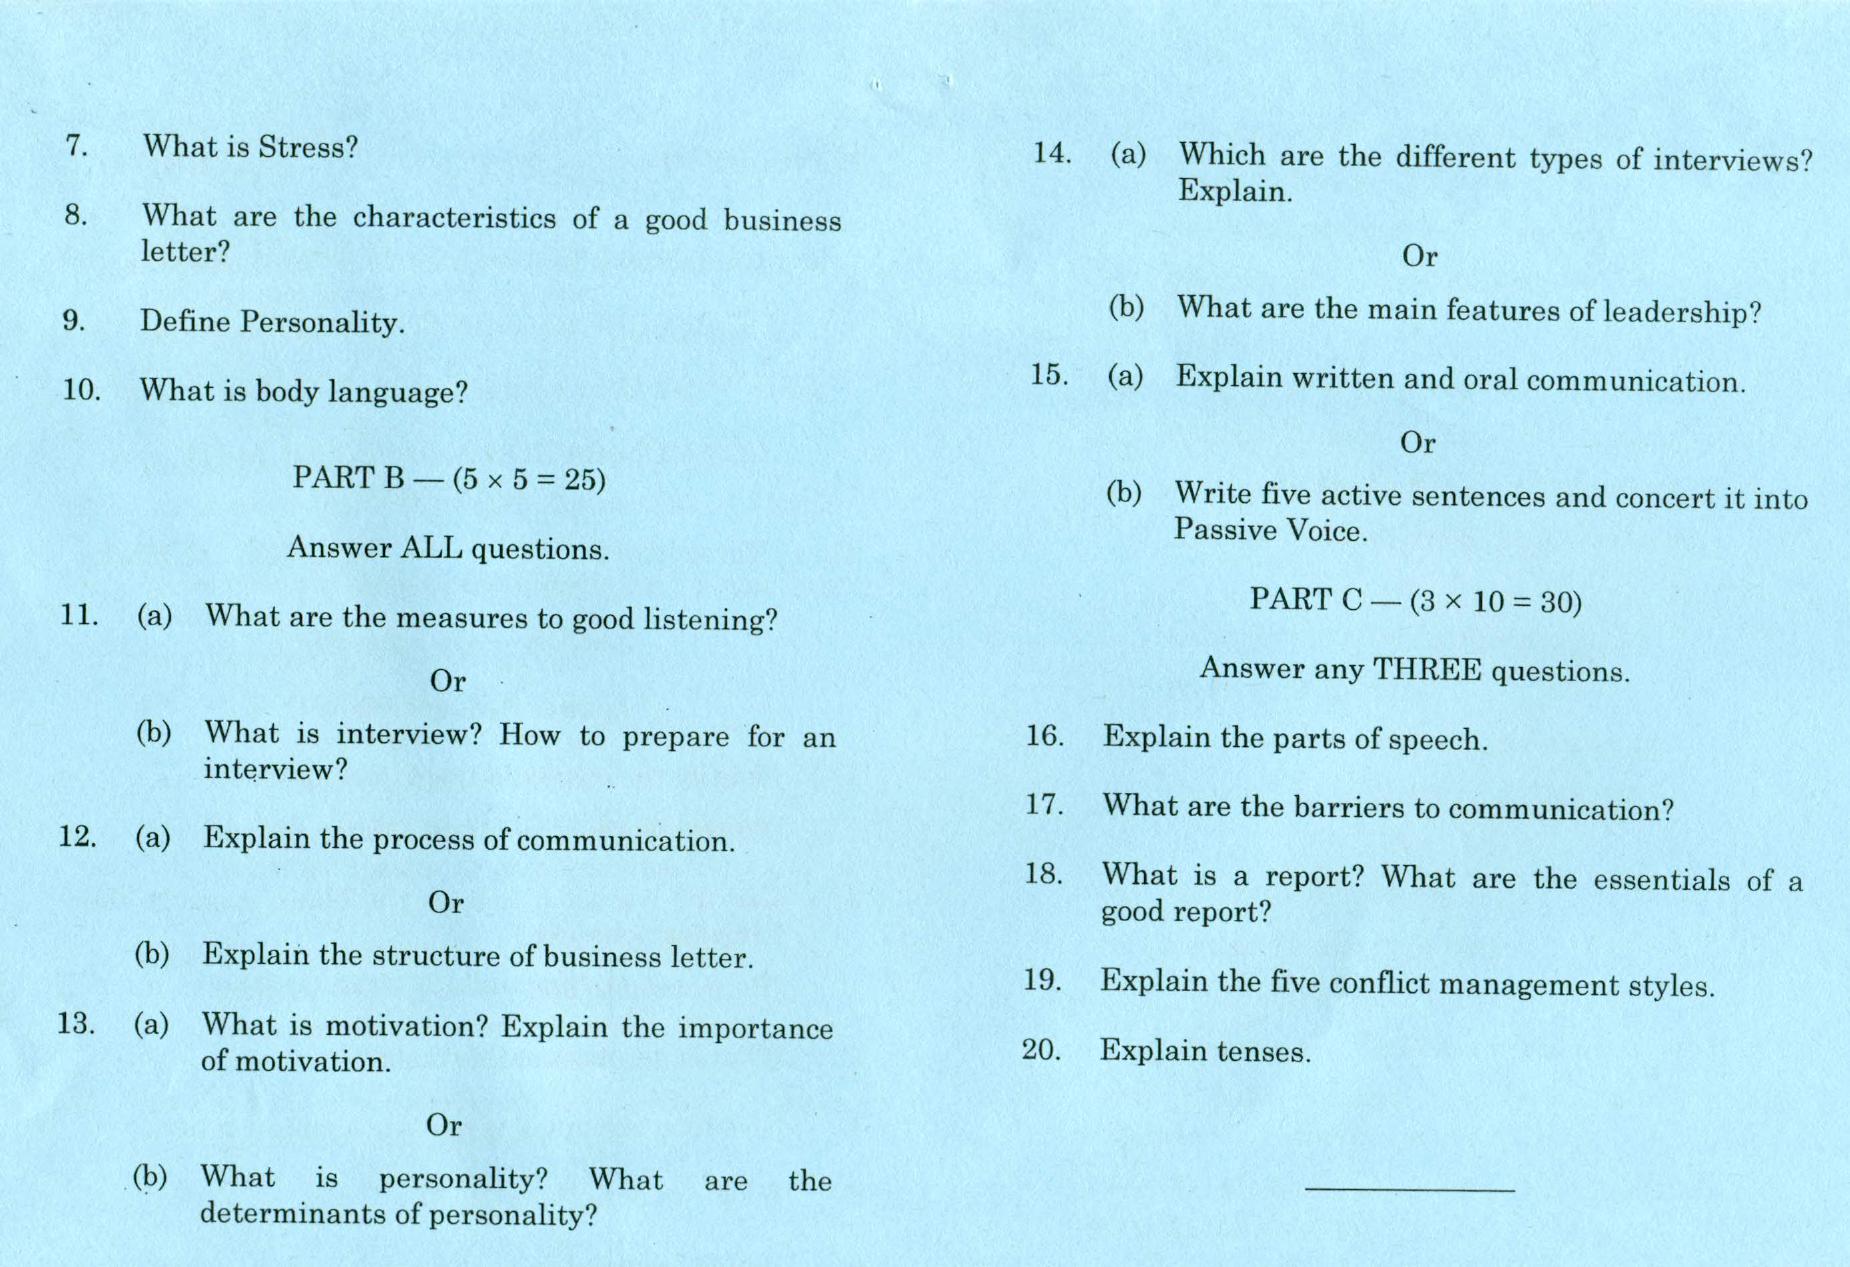 7. What is Stress?
8. What are the characteristics of a good business
letter?
9. Define Personality.
10. What is body language?
PART B — (5 × 5 = 25)
Answer ALL questions.
11. (a) What are the measures to good listening?
Or
(b) What is interview? How to prepare for an
interview?
12. (a) Explain the process of communication.
Or
(b) Explain the structure of business letter.
13. (a) What is motivation? Explain the importance
of motivation.
Or
(b) What is personality? What are the
determinants of personality?
14. (a) Which are the different types of interviews?
Explain.
Or
(b) What are the main features of leadership?
15. (a) Explain written and oral communication.
Or
(b) Write five active sentences and concert it into
Passive Voice.
PART C — (3 × 10 = 30)
Answer any THREE questions.
16. Explain the parts of speech.
17. What are the barriers to communication?
18. What is a report? What are the essentials of a
good report?
19. Explain the five conflict management styles.
20. Explain tenses.